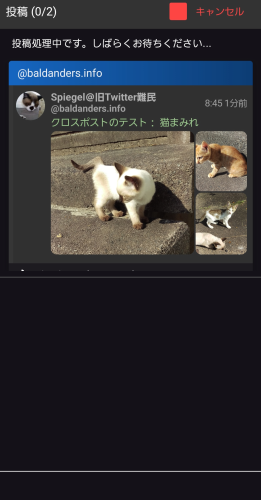 投稿 (0/2)
キャンセル
投稿処理中です。しばらくお待ちください...
@baldanders.info
Spiegel@旧Twitter難民
8:45 1分前
@baldanders.info
クロスポストのテスト： 猫まみれ